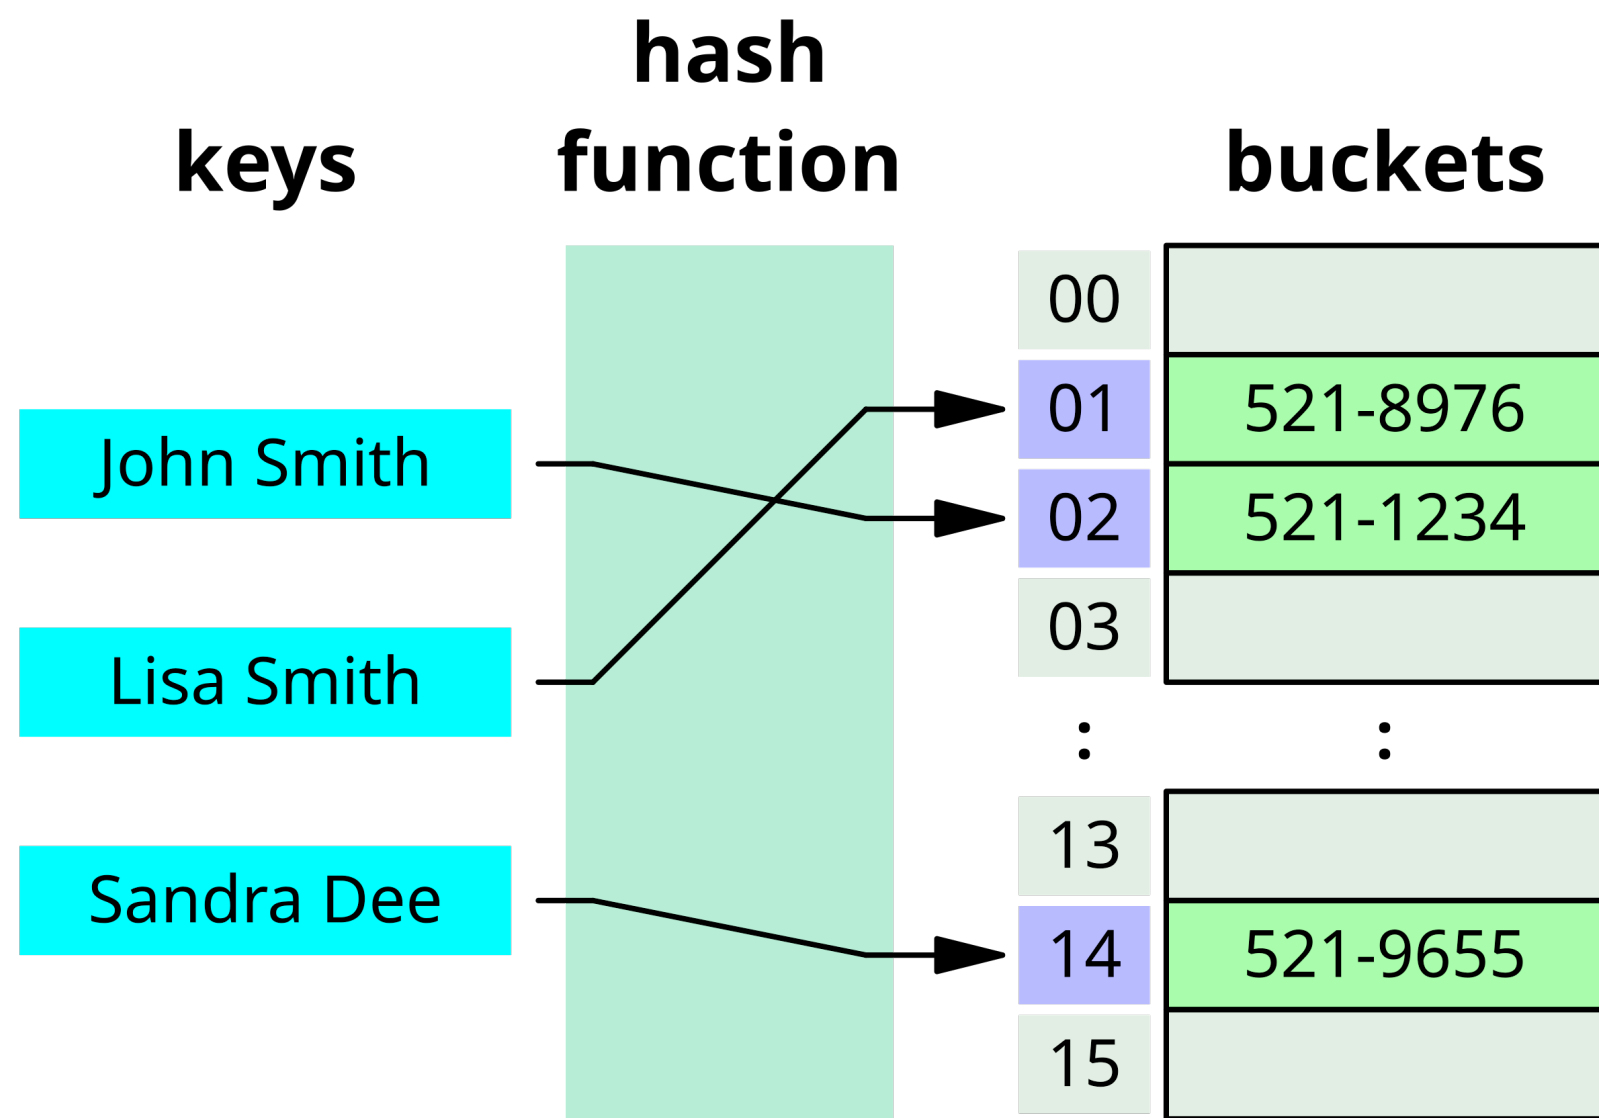 hash
keys function buckets
00
01 521-8976
John Smith
02 521-1234
03
Lisa Smith
: :
13
Sandra Dee
14 521-9655
15